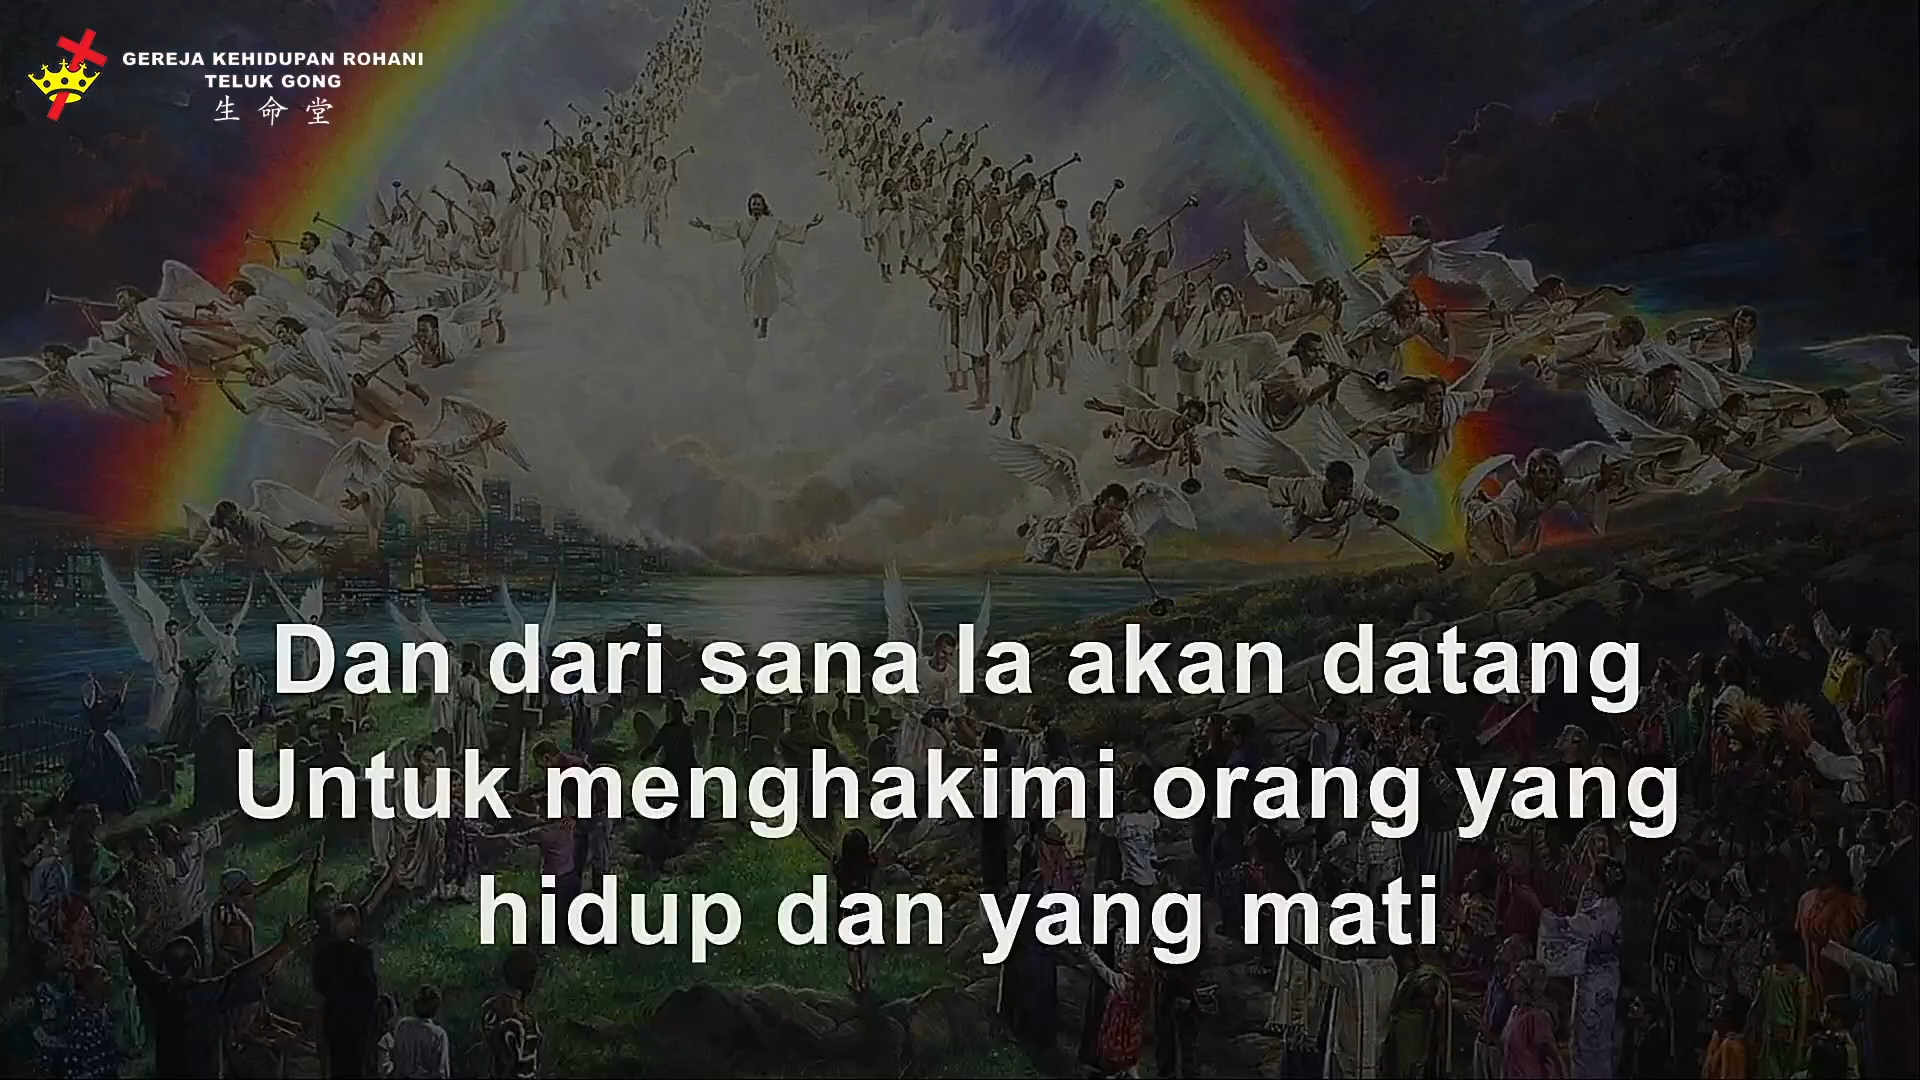 GEREJA KEHIDUPAN ROHANI
TELUK GONG
生命堂
Dan dari sana Ia akan datang
Untuk menghakimi orang yang
hidup dan yang mati